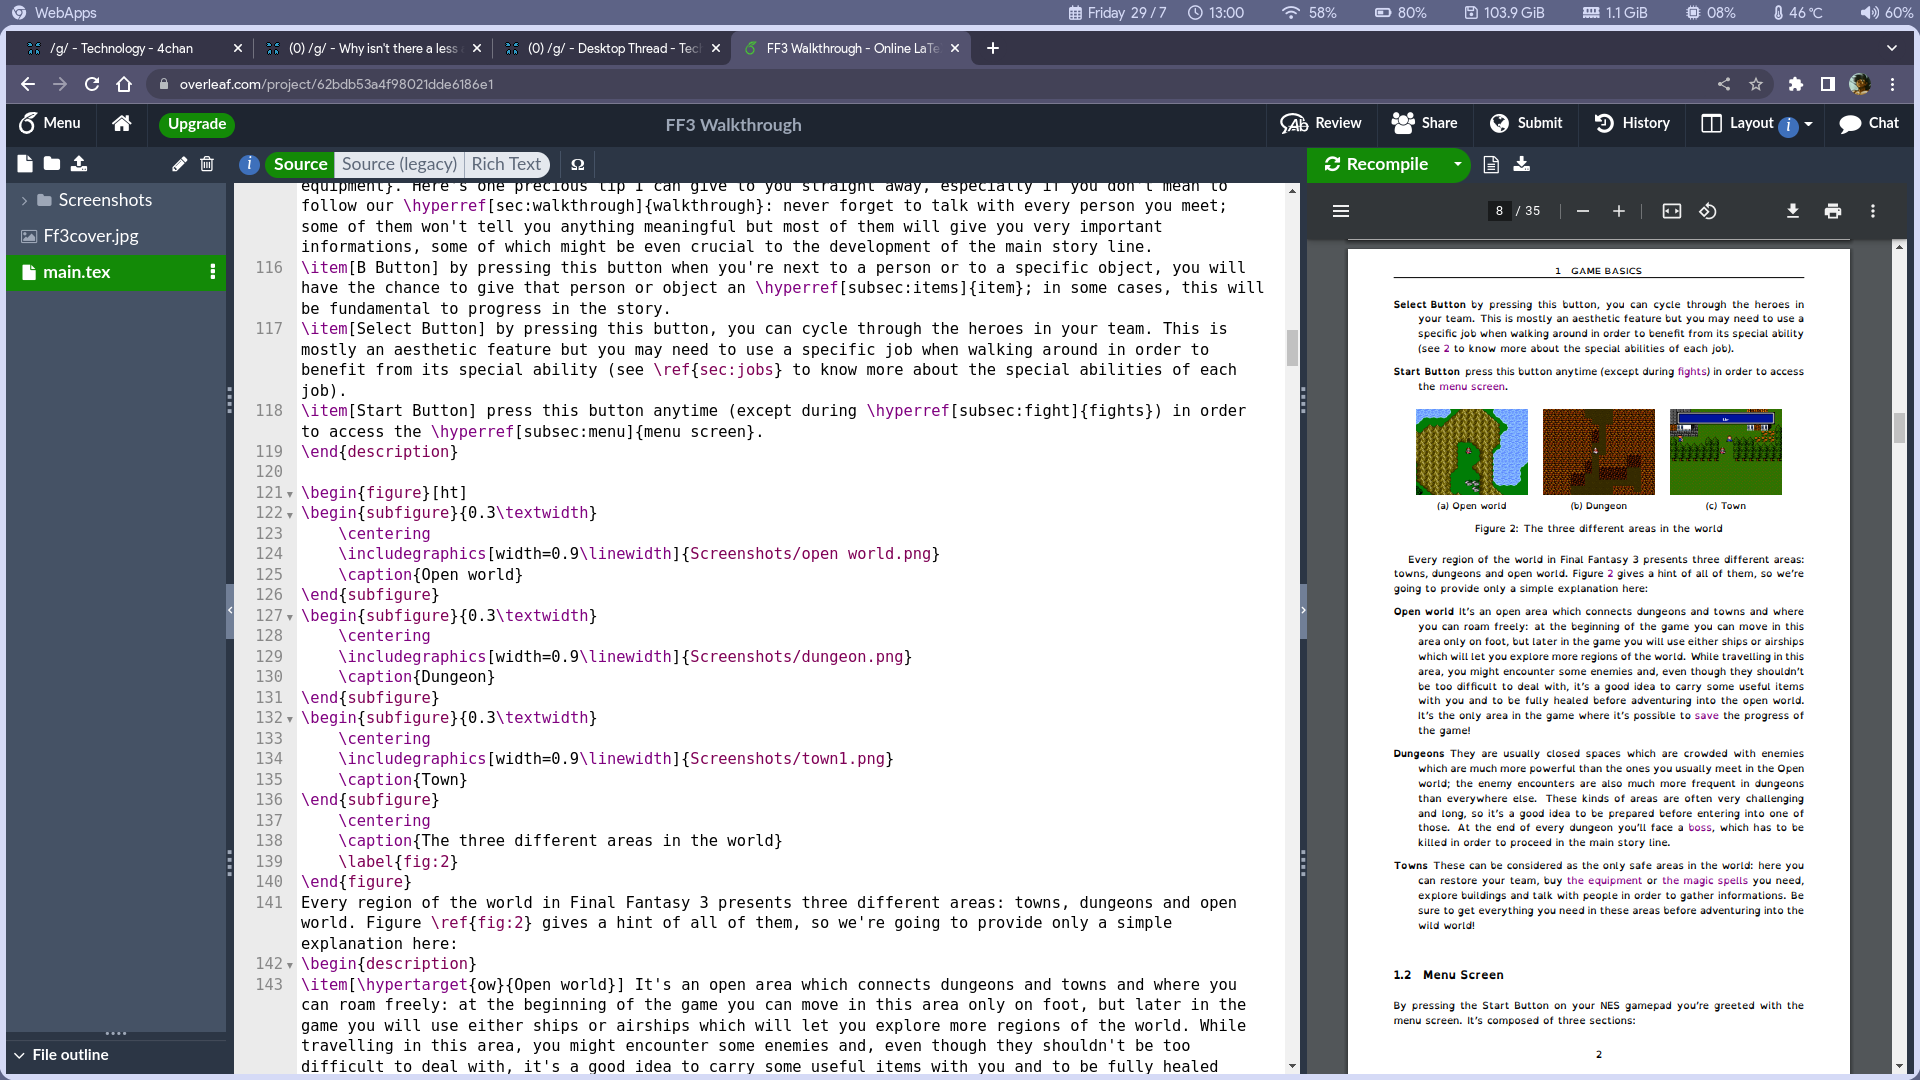 WebApps
Friday 29 / 7
13:00
58%
80%
103.9 GiB
1.1 GiB
08%
46 °C
60%
/g/ - Technology - 4chan
(0) /g/ - Why isn't there a less
(0) /g/ - Desktop Thread - Tec
FF3 Walkthrough - Online LaTe
overleaf.com/project/62bdb53a4f98021dde6186e1
Menu
Upgrade
FF3 Walkthrough
Review
Share
Submit
History
Layout
Chat
Source
Source (legacy)
Rich Text
Ω
Recompile
Screenshots
Ff3cover.jpg
main.tex
File outline
equipment}. Here's one precious tip I can give to you straight away, especially if you don't mean to
follow our \hyperref[sec:walkthrough]{walkthrough}: never forget to talk with every person you meet;
some of them won't tell you anything meaningful but most of them will give you very important
informations, some of which might be even crucial to the development of the main story line.
116 \item[B Button] by pressing this button when you're next to a person or to a specific object, you will
have the chance to give that person or object an \hyperref[subsec:items]{item}; in some cases, this will
be fundamental to progress in the story.
117 \item[Select Button] by pressing this button, you can cycle through the heroes in your team. This is
mostly an aesthetic feature but you may need to use a specific job when walking around in order to
benefit from its special ability (see \ref{sec:jobs} to know more about the special abilities of each
job).
118 \item[Start Button] press this button anytime (except during \hyperref[subsec:fight]{fights}) in order
to access the \hyperref[subsec:menu]{menu screen}.
119 \end{description}
120
121 \begin{figure}[ht]
122 \begin{subfigure}{0.3\textwidth}
123 \centering
124 \includegraphics[width=0.9\linewidth]{Screenshots/open world.png}
125 \caption{Open world}
126 \end{subfigure}
127 \begin{subfigure}{0.3\textwidth}
128 \centering
129 \includegraphics[width=0.9\linewidth]{Screenshots/dungeon.png}
130 \caption{Dungeon}
131 \end{subfigure}
132 \begin{subfigure}{0.3\textwidth}
133 \centering
134 \includegraphics[width=0.9\linewidth]{Screenshots/town1.png}
135 \caption{Town}
136 \end{subfigure}
137 \centering
138 \caption{The three different areas in the world}
139 \label{fig:2}
140 \end{figure}
141 Every region of the world in Final Fantasy 3 presents three different areas: towns, dungeons and open
world. Figure \ref{fig:2} gives a hint of all of them, so we're going to provide only a simple
explanation here:
142 \begin{description}
143 \item[\hypertarget{ow}{Open world}] It's an open area which connects dungeons and towns and where you
can roam freely: at the beginning of the game you can move in this area only on foot, but later in the
game you will use either ships or airships which will let you explore more regions of the world. While
travelling in this area, you might encounter some enemies and, even though they shouldn't be too
difficult to deal with, it's a good idea to carry some useful items with you and to be fully healed
8 / 35
1 GAME BASICS
Select Button by pressing this button, you can cycle through the heroes in
your team. This is mostly an aesthetic feature but you may need to use a
specific job when walking around in order to benefit from its special ability
(see 2 to know more about the special abilities of each job).
Start Button press this button anytime (except during fights) in order to access
the menu screen.
(a) Open world
(b) Dungeon
(c) Town
Figure 2: The three different areas in the world
Every region of the world in Final Fantasy 3 presents three different areas:
towns, dungeons and open world. Figure 2 gives a hint of all of them, so we're
going to provide only a simple explanation here:
Open world It's an open area which connects dungeons and towns and where
you can roam freely: at the beginning of the game you can move in this
area only on foot, but later in the game you will use either ships or airships
which will let you explore more regions of the world. While travelling in this
area, you might encounter some enemies and, even though they shouldn't
be too difficult to deal with, it's a good idea to carry some useful items
with you and to be fully healed before adventuring into the open world.
It's the only area in the game where it's possible to save the progress of
the game!
Dungeons They are usually closed spaces which are crowded with enemies
which are much more powerful than the ones you usually meet in the Open
world; the enemy encounters are also much more frequent in dungeons
than everywhere else. These kinds of areas are often very challenging
and long, so it's a good idea to be prepared before entering into one of
those. At the end of every dungeon you'll face a boss, which has to be
killed in order to proceed in the main story line.
Towns These can be considered as the only safe areas in the world: here you
can restore your team, buy the equipment or the magic spells you need,
explore buildings and talk with people in order to gather informations. Be
sure to get everything you need in these areas before adventuring into the
wild world!
1.2 Menu Screen
By pressing the Start Button on your NES gamepad you're greeted with the
menu screen. It's composed of three sections:
2